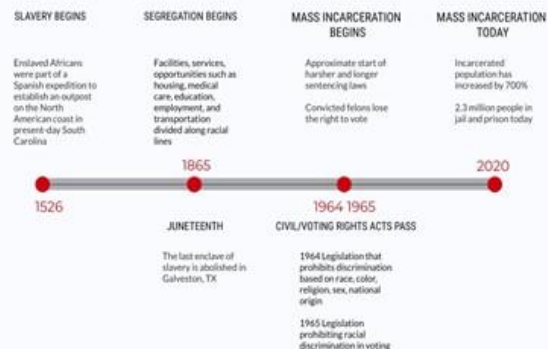 SLAVERY BEGINS
Enslaved Africans
were part of a
Spanish expedition to
establish an outpost
on the North
American coast in
present-day South
Carolina
SEGREGATION BEGINS
Facilities, services,
opportunities such as
housing, medical
care, education,
employment, and
transportation
divided along racial
lines
MASS INCARCERATION
BEGINS
Approximate start of
harsher and longer
sentencing laws
Convicted felons lose
the right to vote
MASS INCARCERATION
TODAY
Incarcerated
population has
increased by 700%
2.3 million people in
jail and prison today
1865
2020
1526
1964 1965
JUNETEENTH
The last enclave of
slavery is abolished in
Galveston, TX
CIVIL/VOTING RIGHTS ACTS PASS
1964 Legislation that
prohibits discrimination
based on race, color,
religion, sex, national
origin
1965 Legislation
prohibiting racial
discrimination in voting